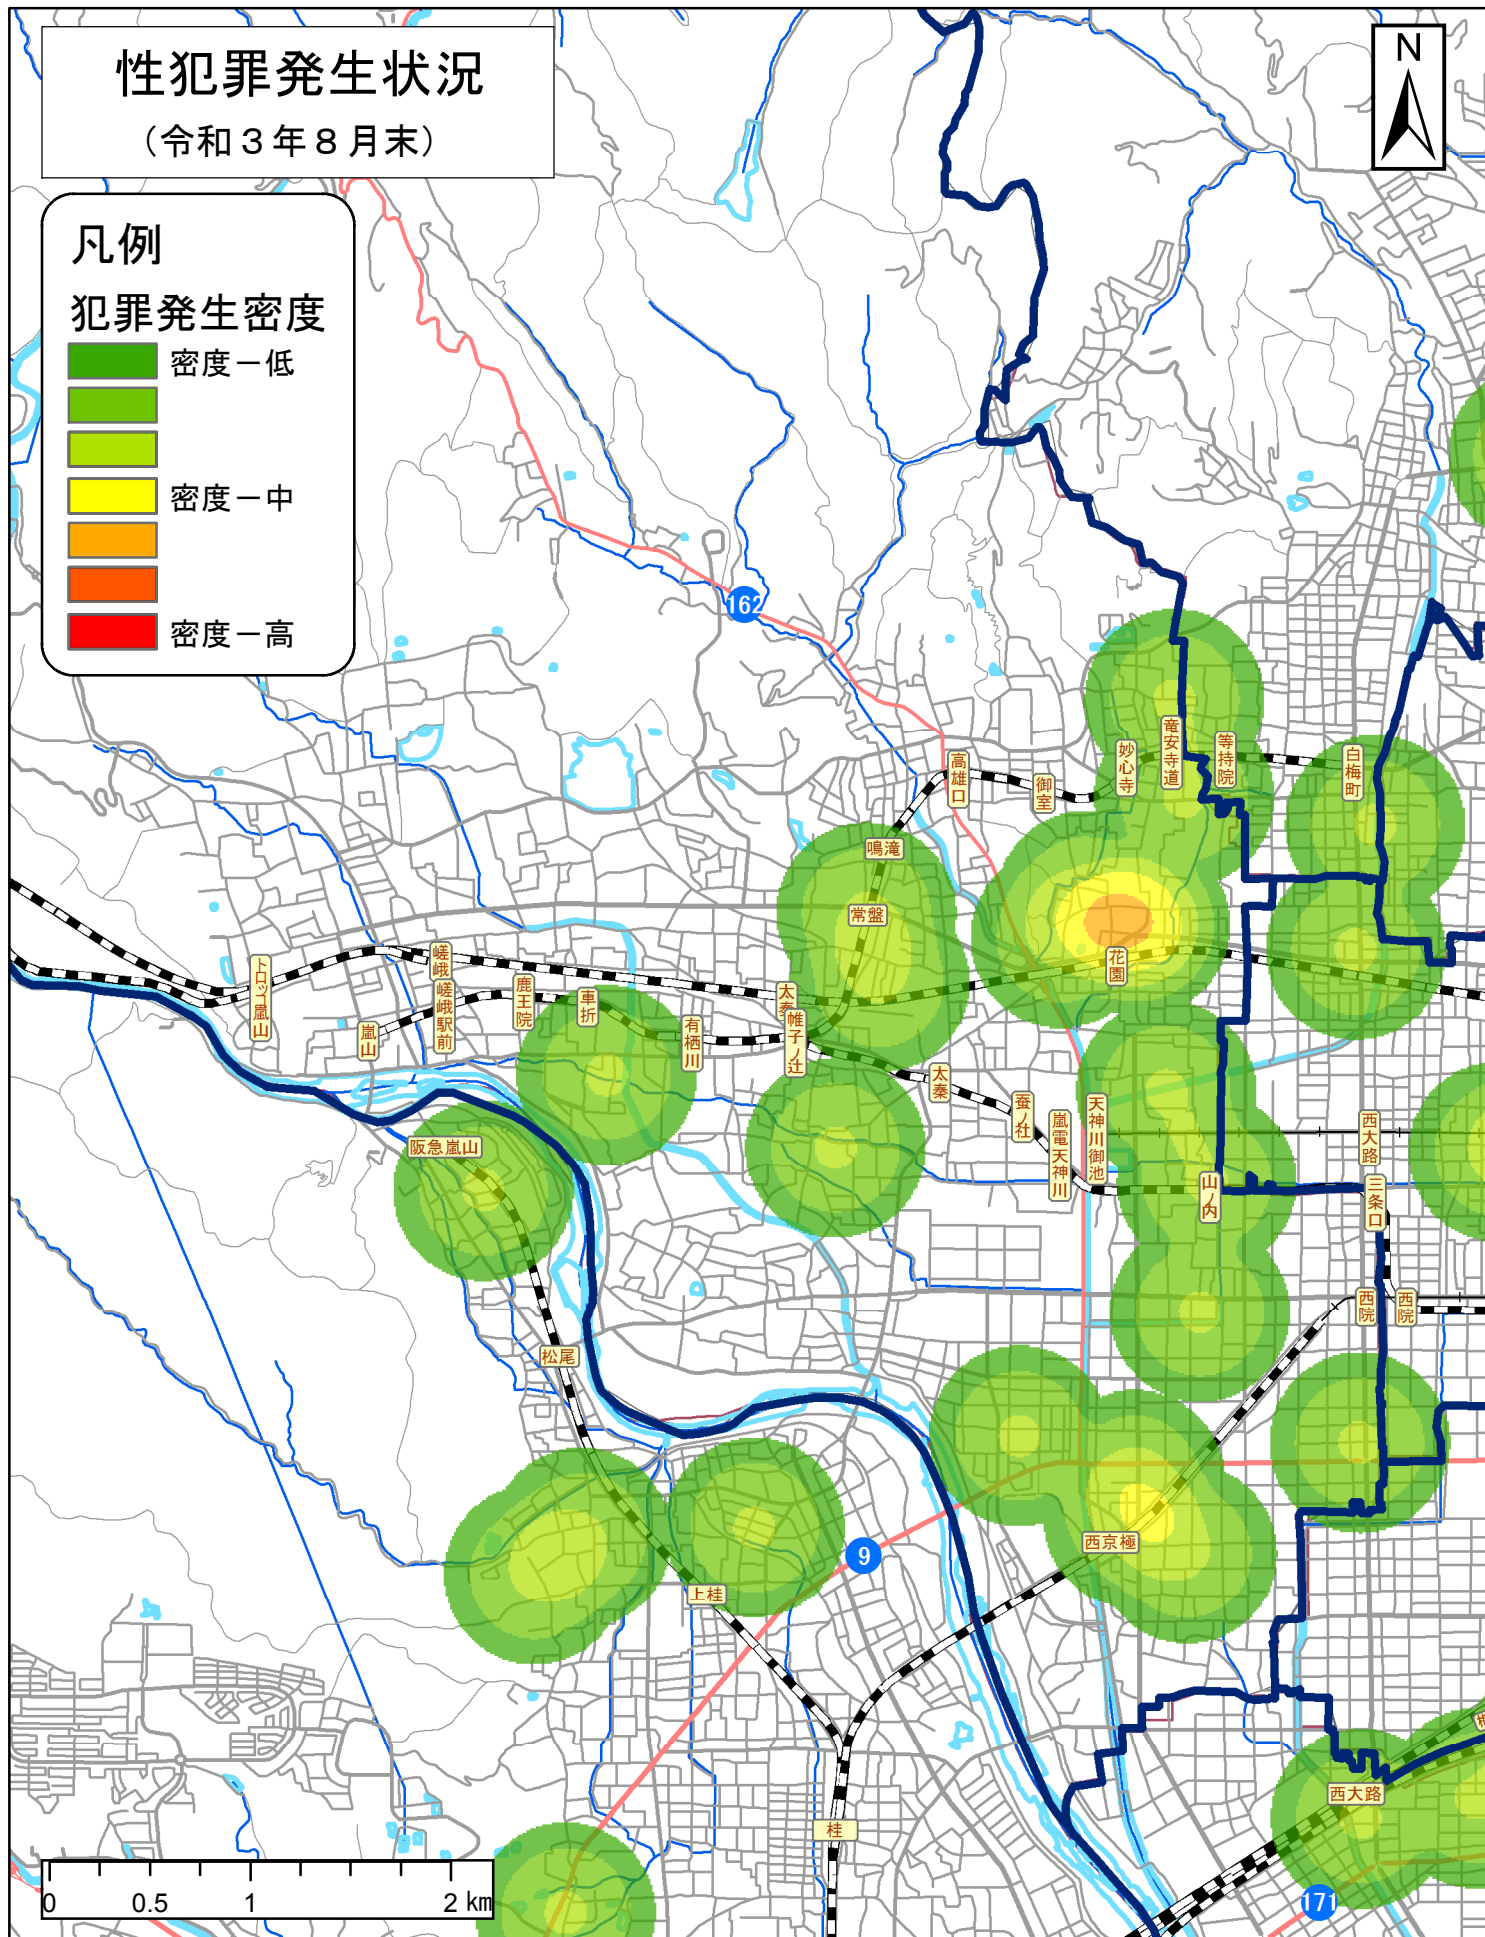 性犯罪発生状況
（令和３年８月末）
N
凡例
犯罪発生密度
密度－低
密度－中
密度－高
162
高雄口
御室
妙心寺
竜安寺道
等持院
白梅町
鳴滝
常盤
花園
トロッコ嵐山
嵐山
嵯峨
嵯峨駅前
鹿王院
車折
有栖川
太秦
帷子ノ辻
太秦
蚕ノ社
嵐電天神川
天神川御池
山ノ内
西大路
三条口
西院
西院
阪急嵐山
松尾
上桂
9
西京極
桂
西大路
171
0
0.5
1
2 km